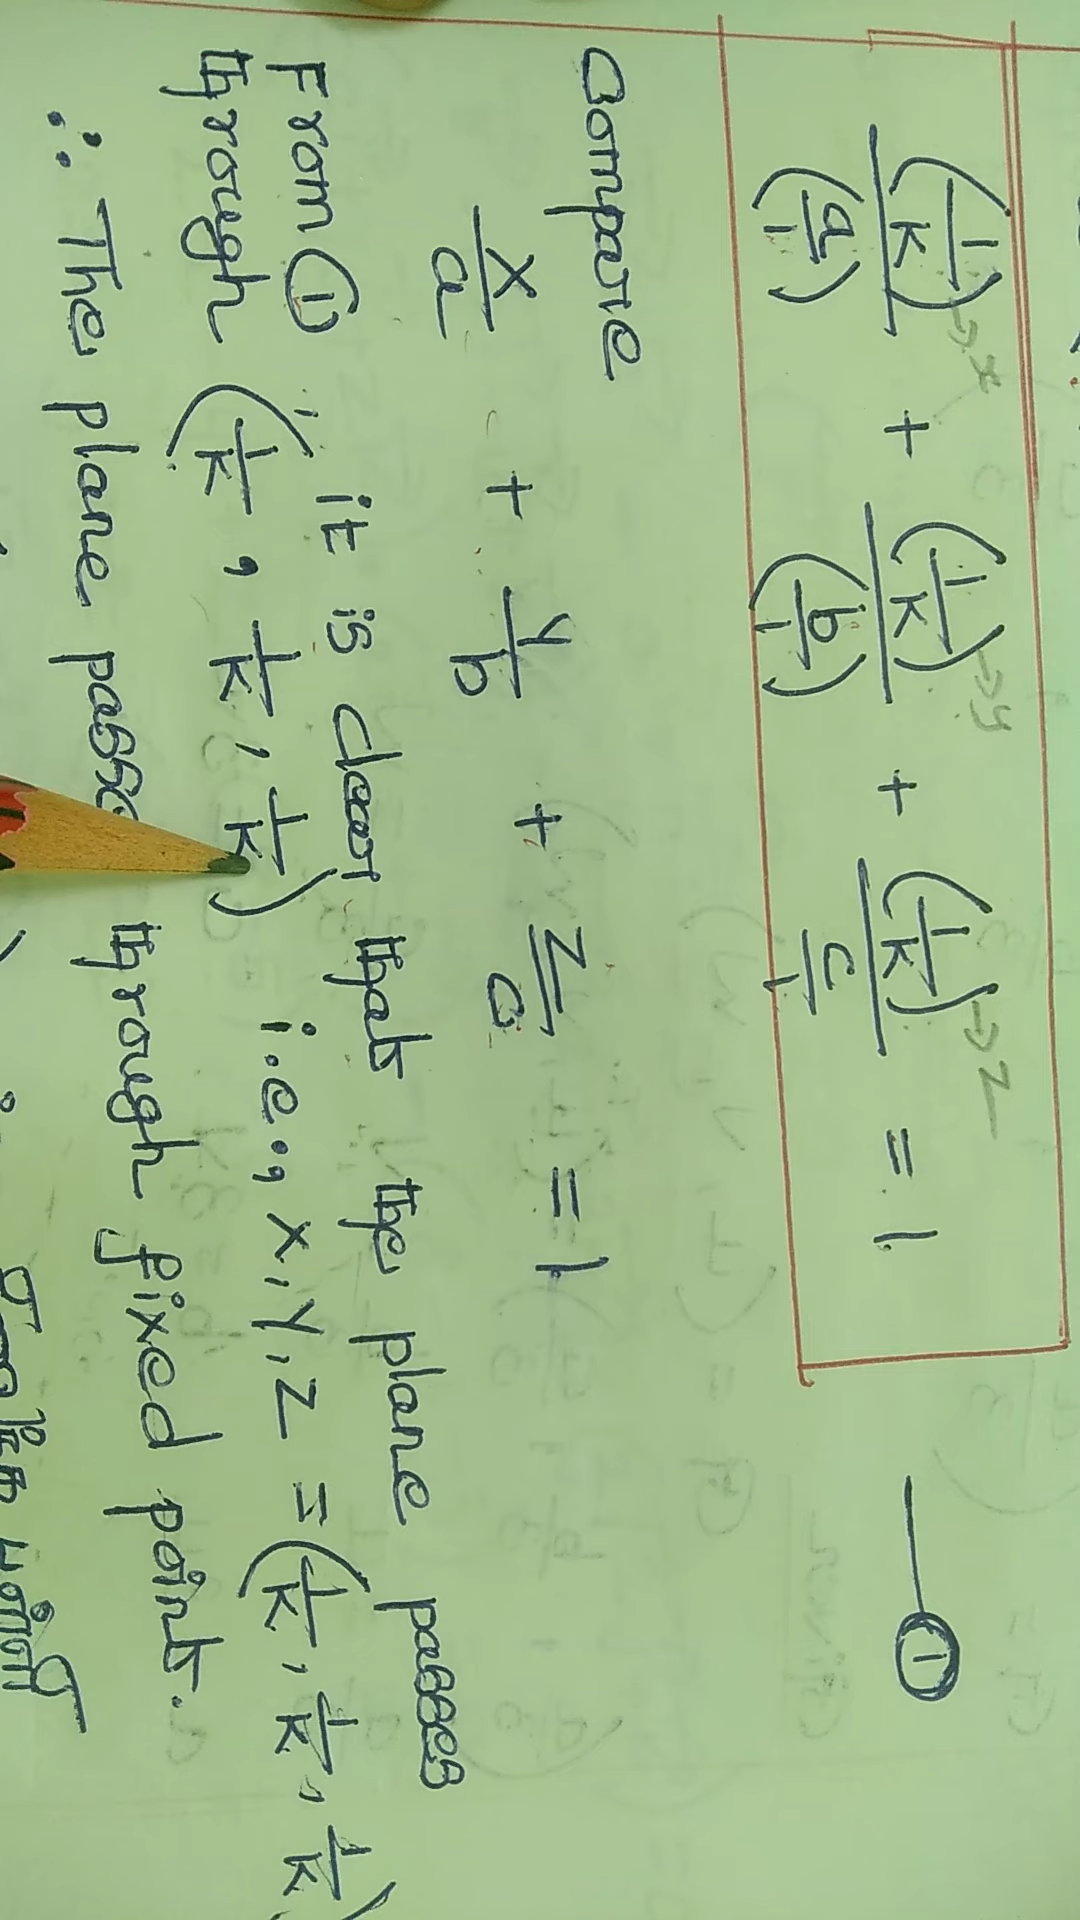 (1/k) → x / (a/1) + (1/k) → y / (b/1) + (1/k) → z / c/1 = 1 — ①
Compare
x/a + y/b + z/c = 1.
From ① it is clear that the plane passes
through (1/k, 1/k, 1/k) i.e., x, y, z = (1/k, 1/k, 1/k)
∴ The plane through fixed point.